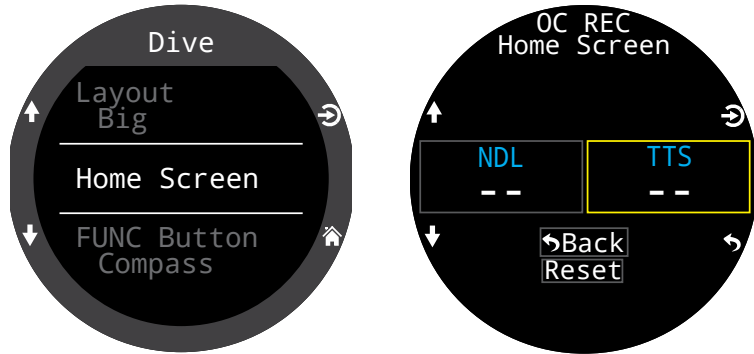 Dive
Layout
Big
Home Screen
FUNC Button
Compass
OC REC
Home Screen
NDL
--
TTS
--
Back
Reset